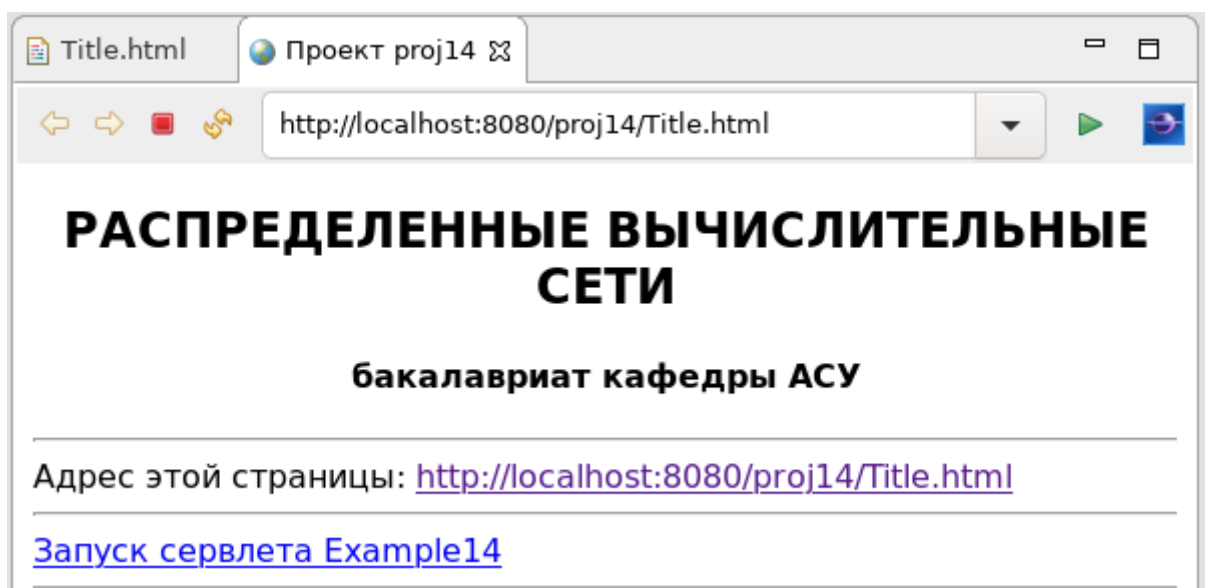 Title.html Проект proj14
http://localhost:8080/proj14/Title.html
РАСПРЕДЕЛЕННЫЕ ВЫЧИСЛИТЕЛЬНЫЕ
СЕТИ
бакалавриат кафедры АСУ
Адрес этой страницы: http://localhost:8080/proj14/Title.html
Запуск сервлета Example14